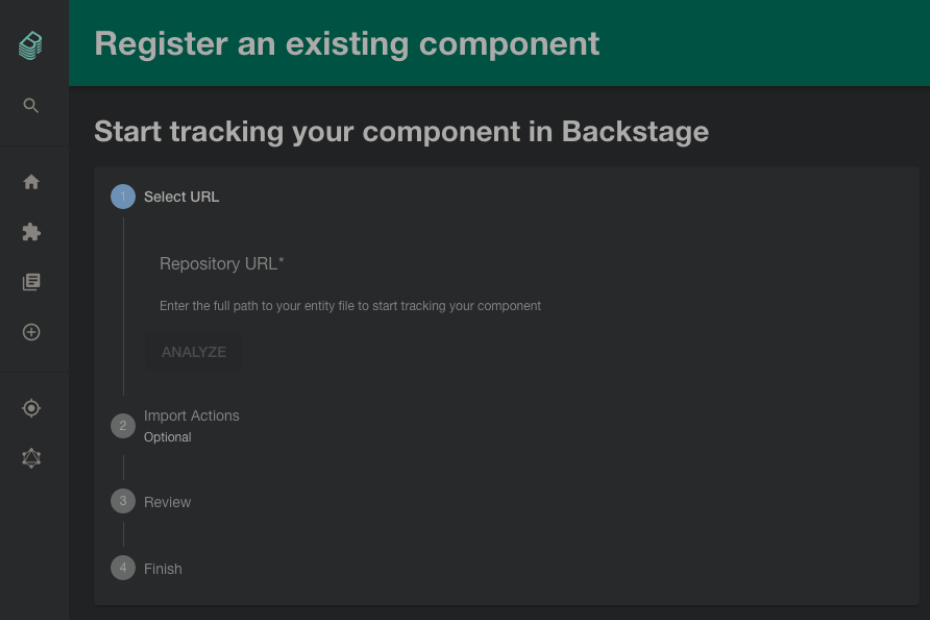 Register an existing component
Start tracking your component in Backstage
1 Select URL
Repository URL*
Enter the full path to your entity file to start tracking your component
ANALYZE
2 Import Actions
Optional
3 Review
4 Finish